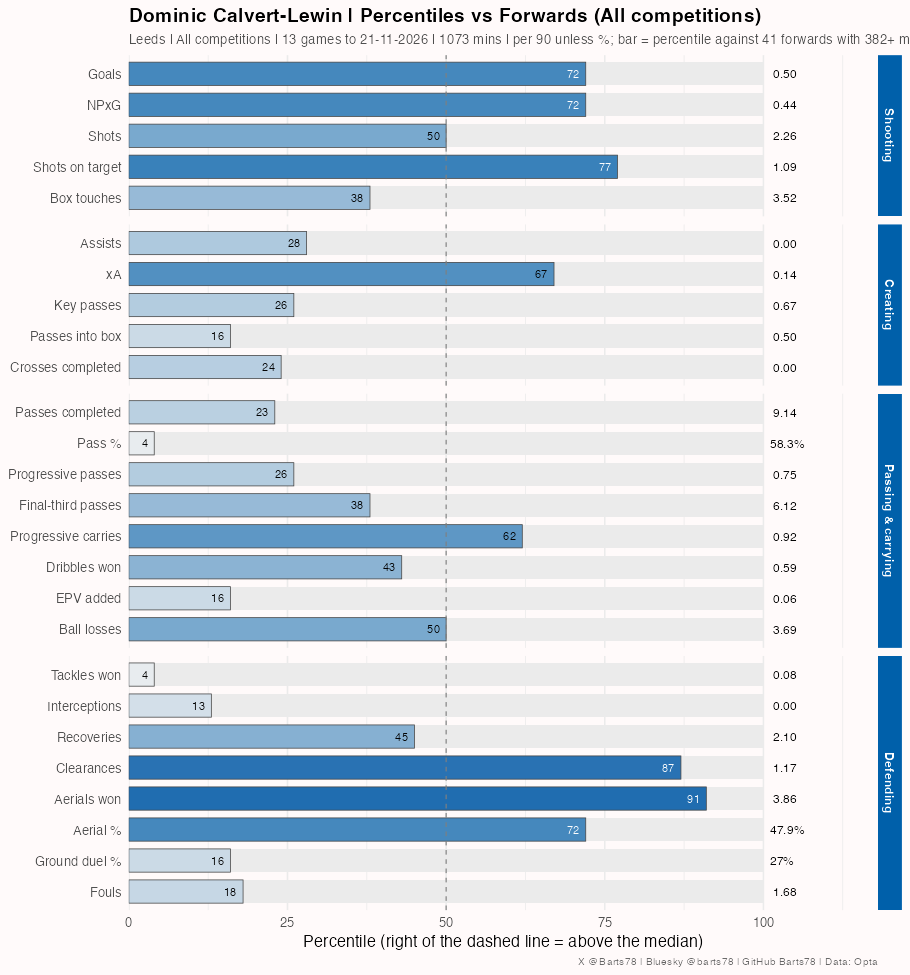 Dominic Calvert-Lewin | Percentiles vs Forwards (All competitions)
Leeds | All competitions | 13 games to 21-11-2026 | 1073 mins | per 90 unless %; bar = percentile against 41 forwards with 382+ m
Goals 72 0.50
NPxG 72 0.44
Shots 50 2.26
Shots on target 77 1.09
Box touches 38 3.52
Shooting
Assists 28 0.00
xA 67 0.14
Key passes 26 0.67
Passes into box 16 0.50
Crosses completed 24 0.00
Creating
Passes completed 23 9.14
Pass % 4 58.3%
Progressive passes 26 0.75
Final-third passes 38 6.12
Progressive carries 62 0.92
Dribbles won 43 0.59
EPV added 16 0.06
Ball losses 50 3.69
Passing & carrying
Tackles won 4 0.08
Interceptions 13 0.00
Recoveries 45 2.10
Clearances 87 1.17
Aerials won 91 3.86
Aerial % 72 47.9%
Ground duel % 16 27%
Fouls 18 1.68
Defending
0 25 50 75 100
Percentile (right of the dashed line = above the median)
X @Barts78 | Bluesky @barts78 | GitHub Barts78 | Data: Opta